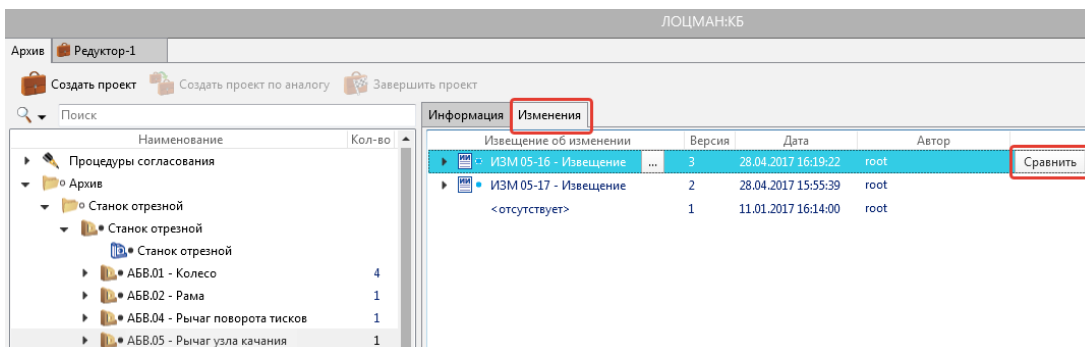 ЛОЦМАН:КБ
Архив Редуктор-1
Создать проект Создать проект по аналогу Завершить проект
Поиск
Информация Изменения
Наименование Кол-во
Процедуры согласования
Архив
Станок отрезной
Станок отрезной
Станок отрезной
АБВ.01 - Колесо 4
АБВ.02 - Рама 1
АБВ.04 - Рычаг поворота тисков 1
АБВ.05 - Рычаг узла качания 1
Извещение об изменении Версия Дата Автор
ИЗМ 05-16 - Извещение ... 3 28.04.2017 16:19:22 root Сравнить
ИЗМ 05-17 - Извещение 2 28.04.2017 15:55:39 root
<отсутствует> 1 11.01.2017 16:14:00 root